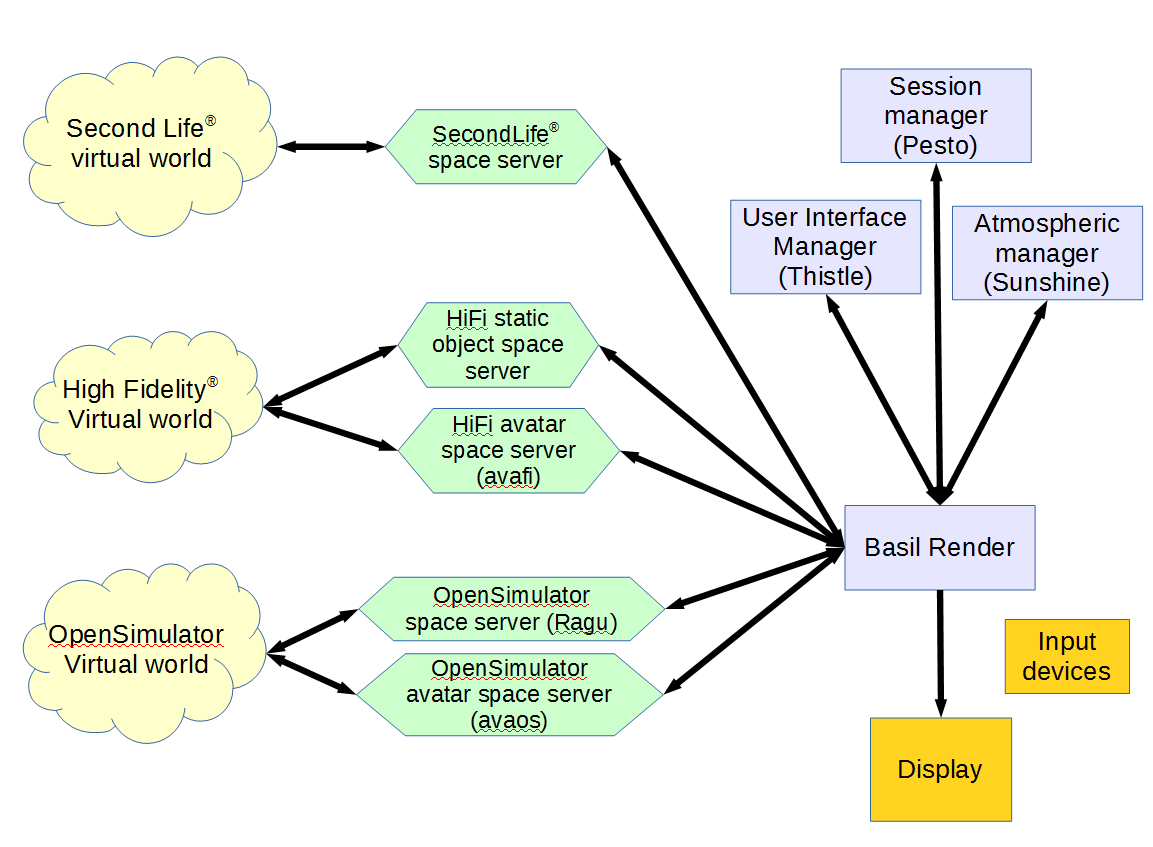 Second Life®
virtual world
SecondLife®
space server
Session
manager
(Pesto)
User Interface
Manager
(Thistle)
Atmospheric
manager
(Sunshine)
HiFi static
object space
server
High Fidelity®
Virtual world
HiFi avatar
space server
(avafi)
Basil Render
OpenSimulator
space server (Ragu)
OpenSimulator
Virtual world
OpenSimulator
avatar space server
(avaos)
Input
devices
Display